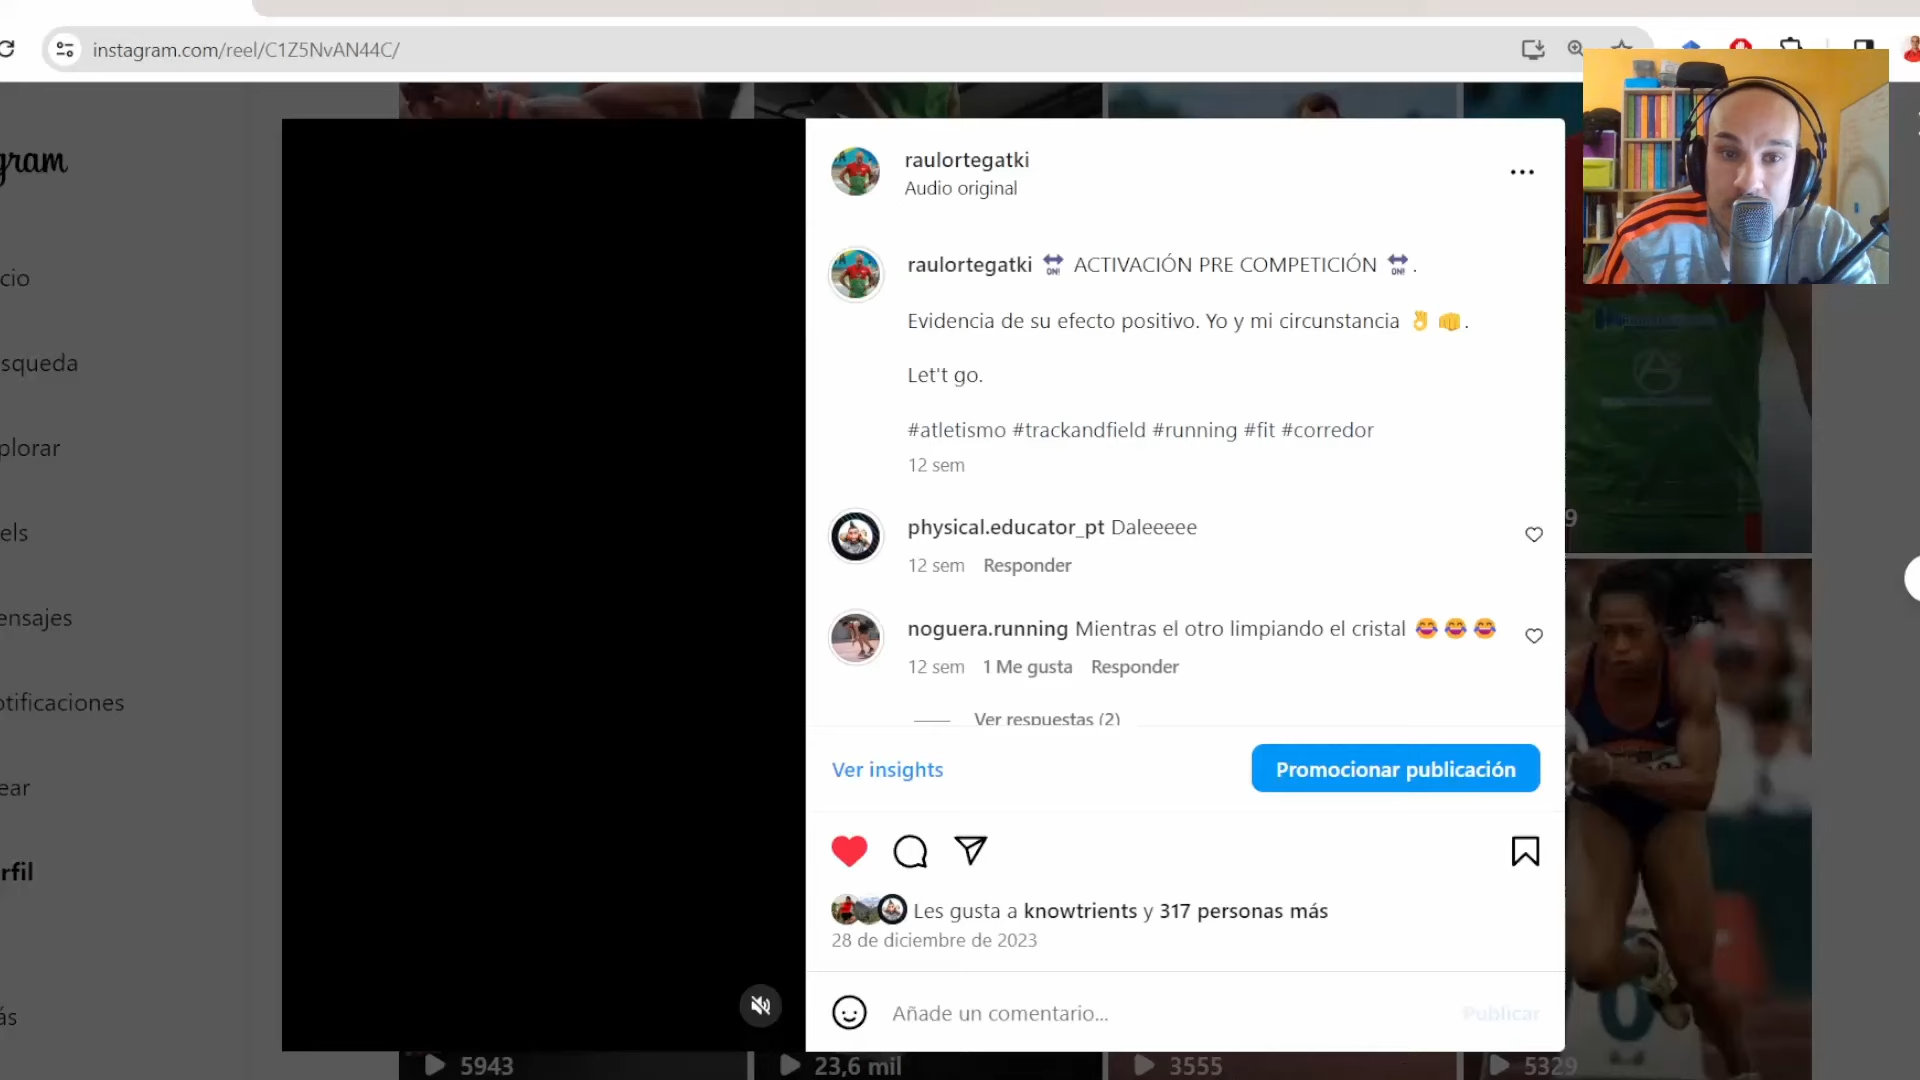 instagram.com/reel/C1Z5NvAN44C/
gram
cio
squeda
plorar
els
ensajes
otificaciones
ear
rfil
ás
raulortegatki
Audio original
raulortegatki ON! ACTIVACIÓN PRE COMPETICIÓN ON! .
Evidencia de su efecto positivo. Yo y mi circunstancia 👌 👊.
Let't go.
#atletismo #trackandfield #running #fit #corredor
12 sem
physical.educator_pt Daleeeee
12 sem Responder
noguera.running Mientras el otro limpiando el cristal 😂 😂 😂
12 sem 1 Me gusta Responder
Ver respuestas (2)
Ver insights
Promocionar publicación
Les gusta a knowtrients y 317 personas más
28 de diciembre de 2023
Añade un comentario...
Publicar
9
5943
23,6 mil
3555
5329